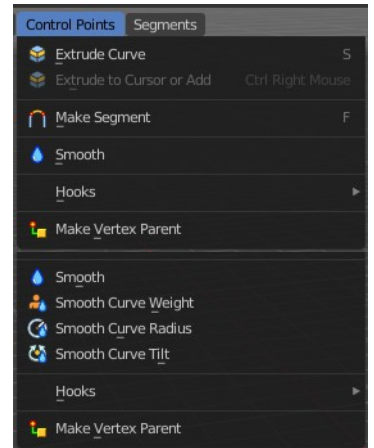 Control Points Segments
Extrude Curve S
Extrude to Cursor or Add Ctrl Right Mouse
Make Segment F
Smooth
Hooks
Make Vertex Parent
Smooth
Smooth Curve Weight
Smooth Curve Radius
Smooth Curve Tilt
Hooks
Make Vertex Parent